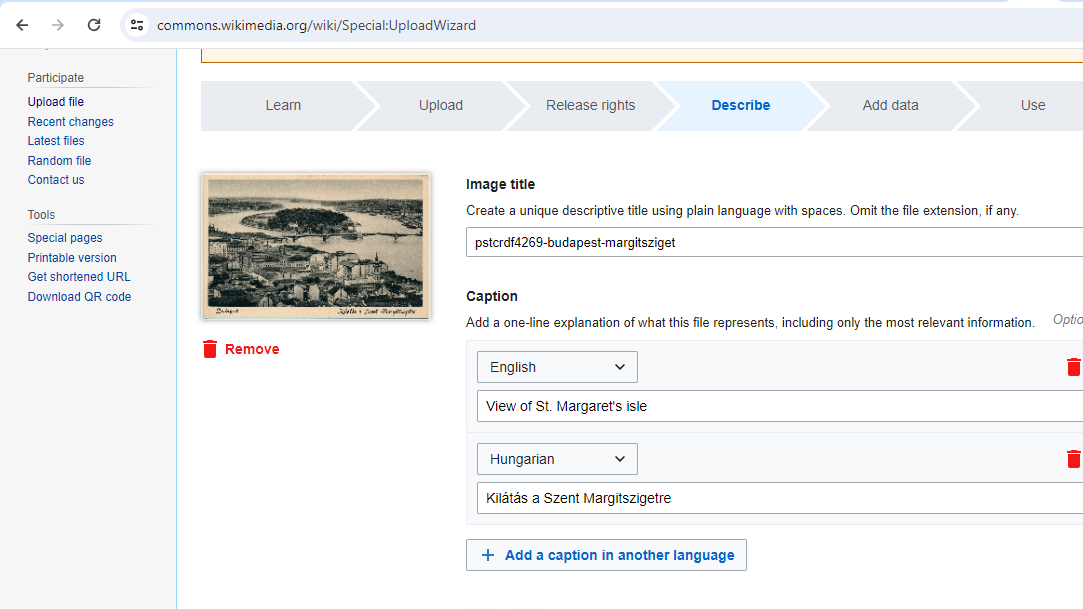 commons.wikimedia.org/wiki/Special:UploadWizard
Participate
Upload file
Recent changes
Latest files
Random file
Contact us
Tools
Special pages
Printable version
Get shortened URL
Download QR code
Learn
Upload
Release rights
Describe
Add data
Use
Remove
Image title
Create a unique descriptive title using plain language with spaces. Omit the file extension, if any.
pstcrdf4269-budapest-margitsziget
Caption
Add a one-line explanation of what this file represents, including only the most relevant information.
Optio
English
View of St. Margaret's isle
Hungarian
Kilátás a Szent Margitszigetre
Add a caption in another language